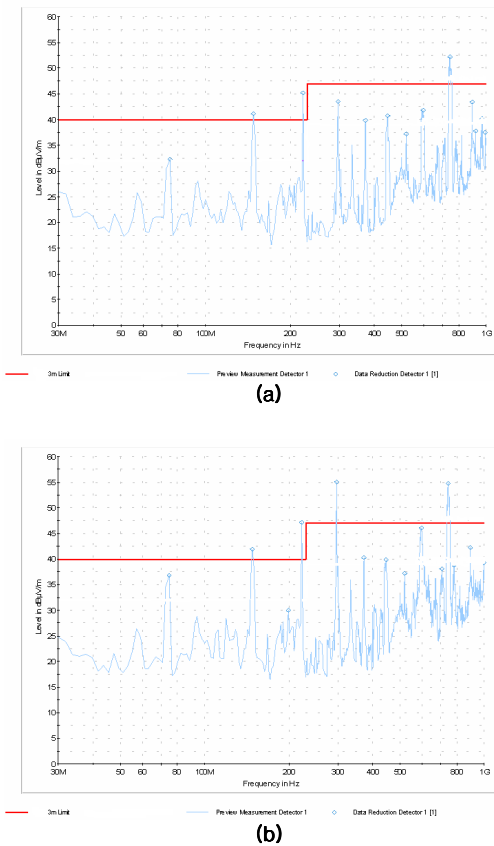 60
55
50
45
40
35
30
25
20
15
10
5
0
Level in dBµV/m
30M 50 60 80 100M 200 300 400 500 800 1G
Frequency in Hz
3m Limit Preview Measurement Detector 1 Data Reduction Detector 1 [1]
(a)
60
55
50
45
40
35
30
25
20
15
10
5
0
Level in dBµV/m
30M 50 60 80 100M 200 300 400 500 800 1G
Frequency in Hz
3m Limit Preview Measurement Detector 1 Data Reduction Detector 1 [1]
(b)